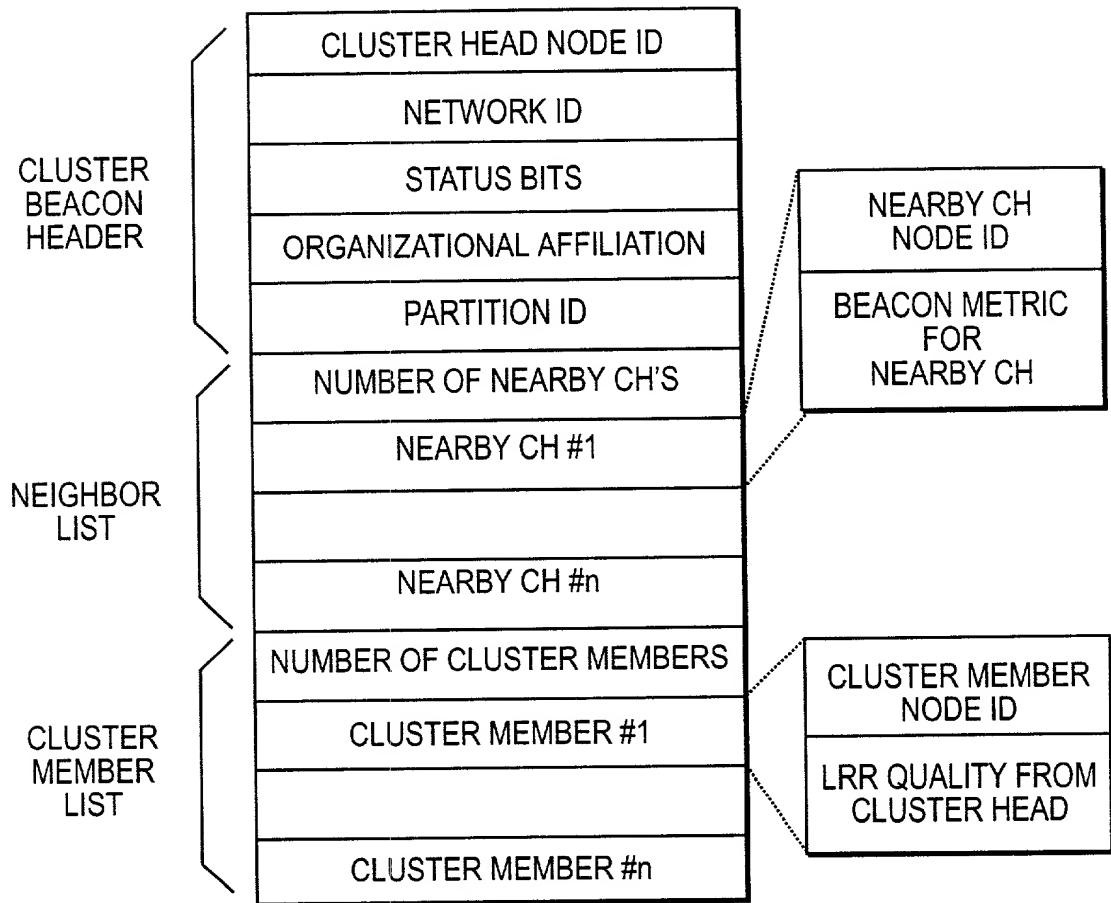 CLUSTER
BEACON
HEADER
CLUSTER HEAD NODE ID
NETWORK ID
STATUS BITS
ORGANIZATIONAL AFFILIATION
PARTITION ID
NEIGHBOR
LIST
NUMBER OF NEARBY CH'S
NEARBY CH #1
NEARBY CH #n
NEARBY CH
NODE ID
BEACON METRIC
FOR
NEARBY CH
CLUSTER
MEMBER
LIST
NUMBER OF CLUSTER MEMBERS
CLUSTER MEMBER #1
CLUSTER MEMBER #n
CLUSTER MEMBER
NODE ID
LRR QUALITY FROM
CLUSTER HEAD